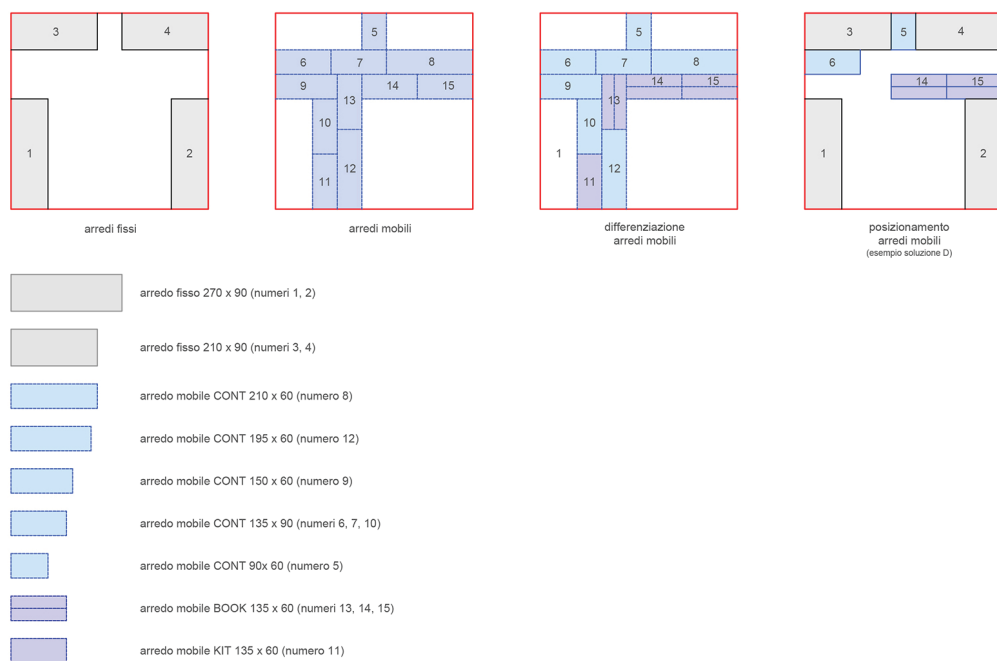 3
4
1
2
arredi fissi
5
6
7
8
9
13
14
15
10
12
11
arredi mobili
5
6
7
8
9
13
14
15
10
1
12
11
differenziazione
arredi mobili
3
5
4
6
14
15
1
2
posizionamento
arredi mobili
(esempio soluzione D)
arredo fisso 270 x 90 (numeri 1, 2)
arredo fisso 210 x 90 (numeri 3, 4)
arredo mobile CONT 210 x 60 (numero 8)
arredo mobile CONT 195 x 60 (numero 12)
arredo mobile CONT 150 x 60 (numero 9)
arredo mobile CONT 135 x 90 (numeri 6, 7, 10)
arredo mobile CONT 90x 60 (numero 5)
arredo mobile BOOK 135 x 60 (numeri 13, 14, 15)
arredo mobile KIT 135 x 60 (numero 11)